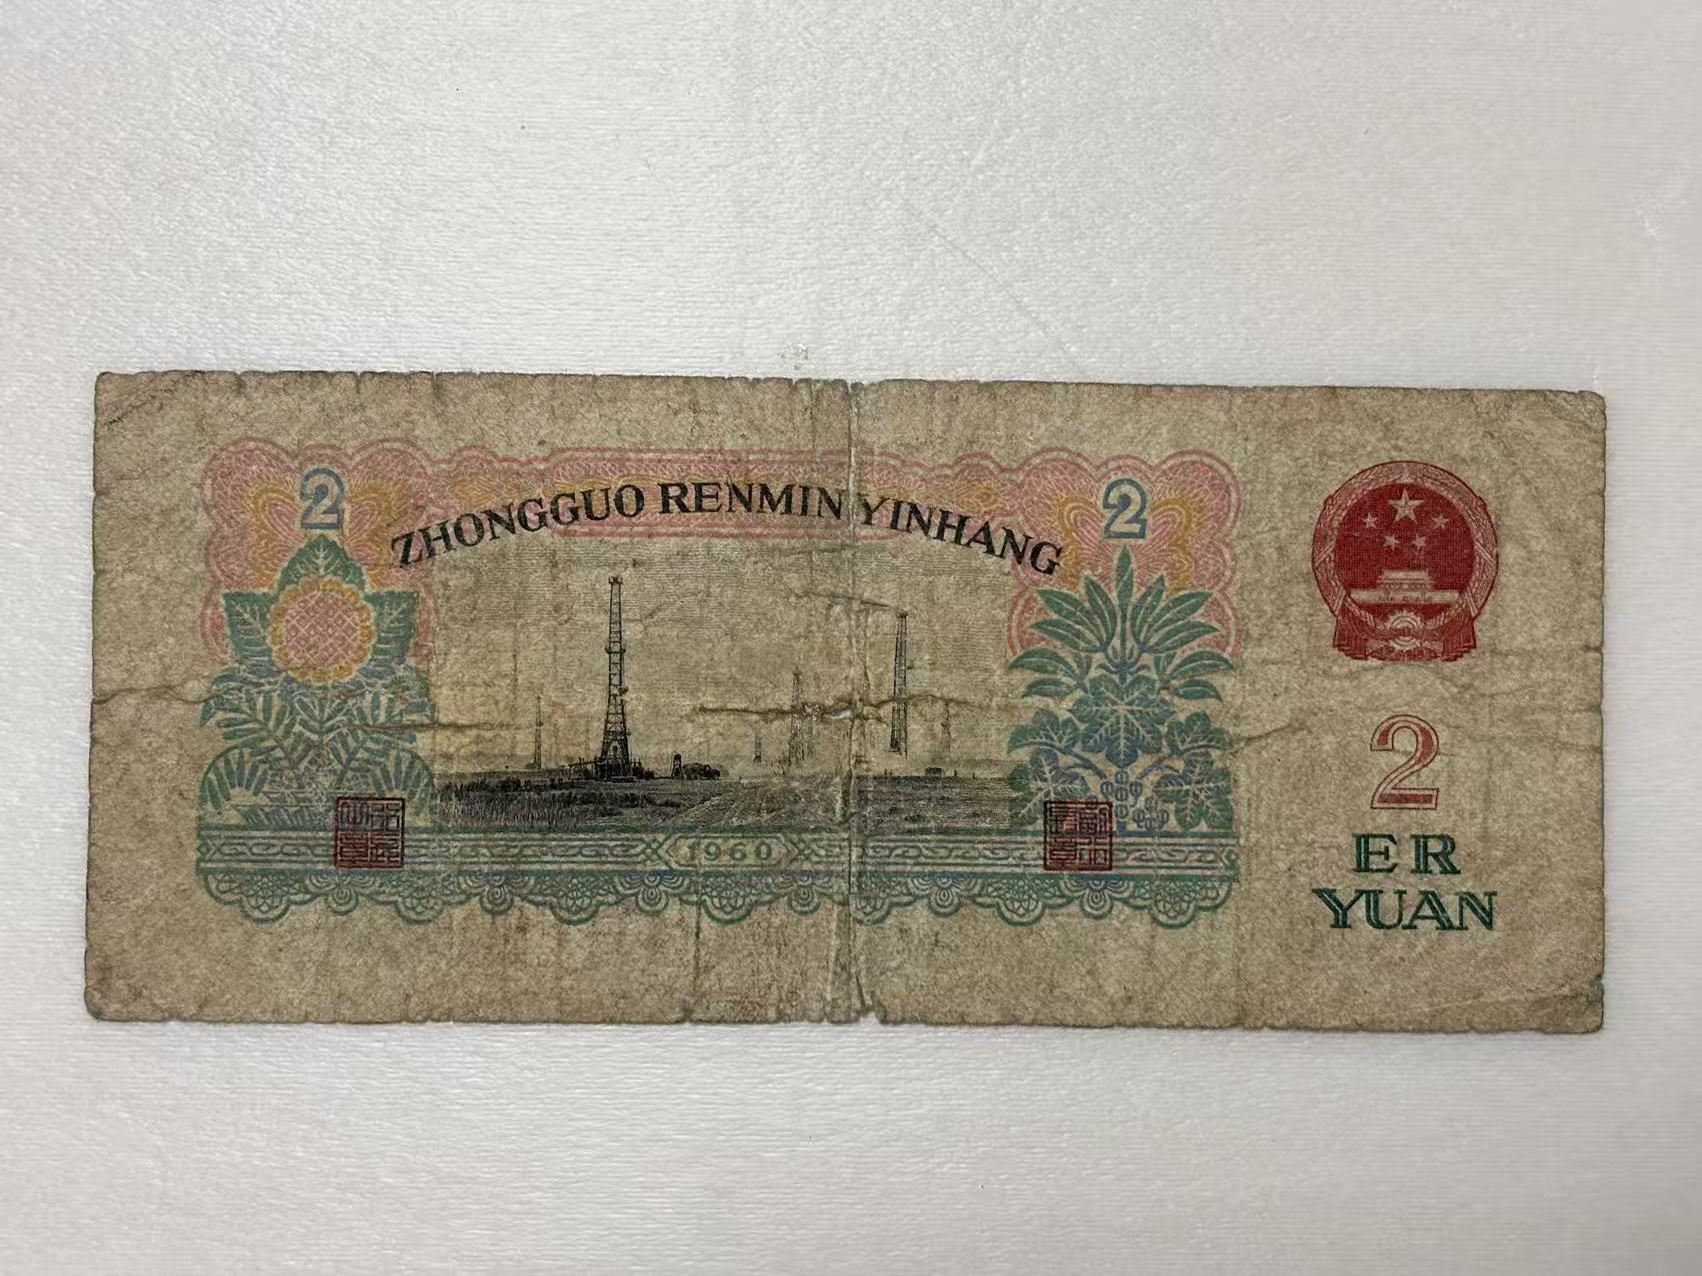 2 2
ZHONGGUO RENMIN YINHANG
1960
2
ER
YUAN